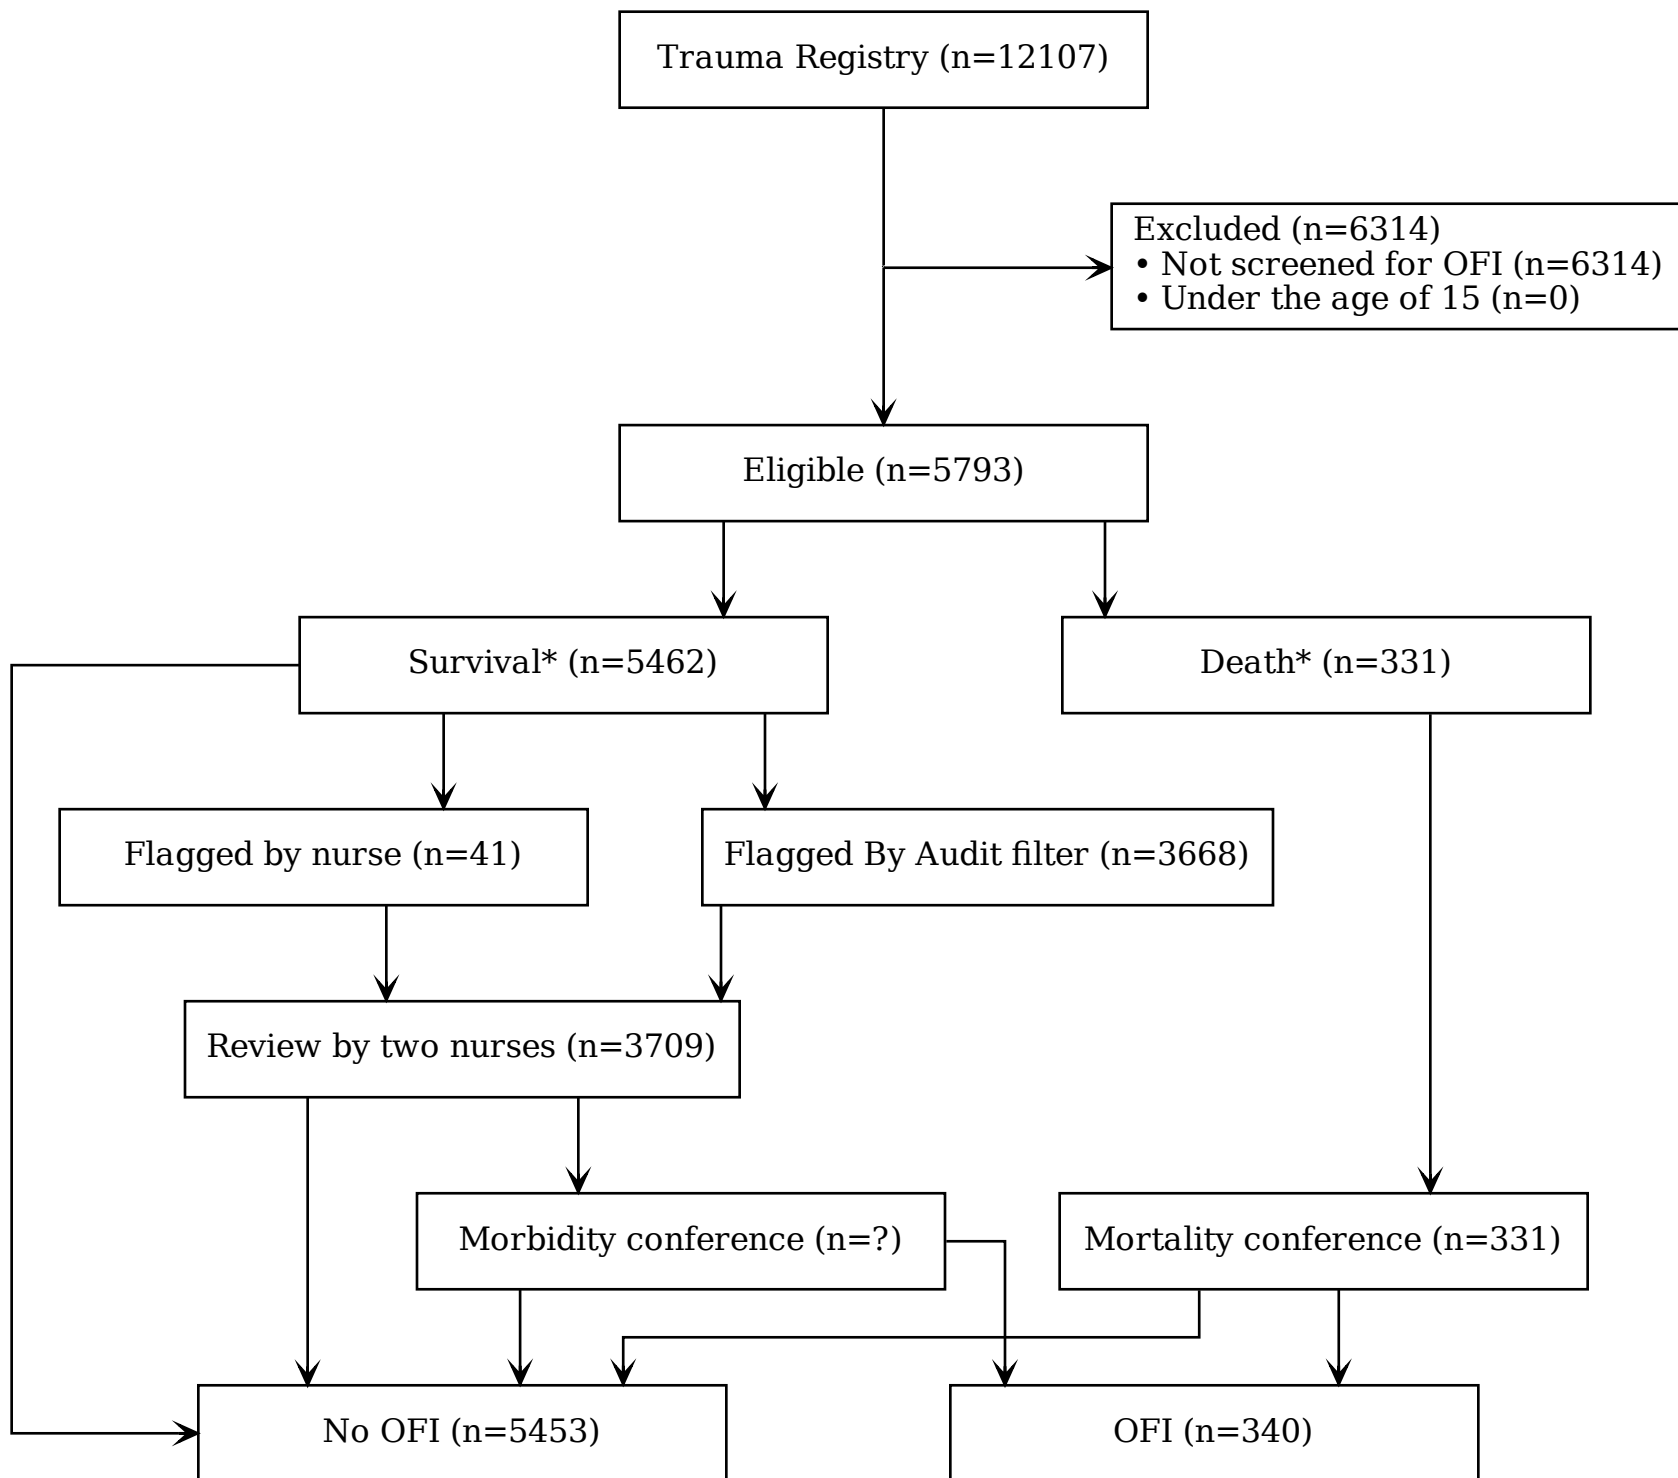 Trauma Registry (n=12107)
Excluded (n=6314)
• Not screened for OFI (n=6314)
• Under the age of 15 (n=0)
Eligible (n=5793)
Survival* (n=5462)
Death* (n=331)
Flagged by nurse (n=41)
Flagged By Audit filter (n=3668)
Review by two nurses (n=3709)
Morbidity conference (n=?)
Mortality conference (n=331)
No OFI (n=5453)
OFI (n=340)